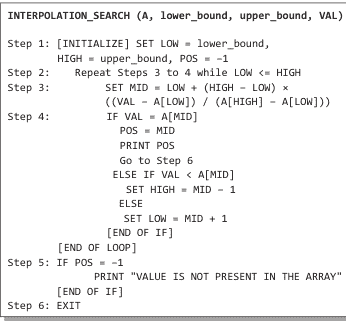 INTERPOLATION_SEARCH (A, lower_bound, upper_bound, VAL)
Step 1: [INITIALIZE] SET LOW = lower_bound,
HIGH = upper_bound, POS = –1
Step 2: Repeat Steps 3 to 4 while LOW <= HIGH
Step 3: SET MID = LOW + (HIGH – LOW) ×
((VAL – A[LOW]) / (A[HIGH] – A[LOW]))
Step 4: IF VAL = A[MID]
POS = MID
PRINT POS
Go to Step 6
ELSE IF VAL < A[MID]
SET HIGH = MID – 1
ELSE
SET LOW = MID + 1
[END OF IF]
[END OF LOOP]
Step 5: IF POS = –1
PRINT "VALUE IS NOT PRESENT IN THE ARRAY"
[END OF IF]
Step 6: EXIT